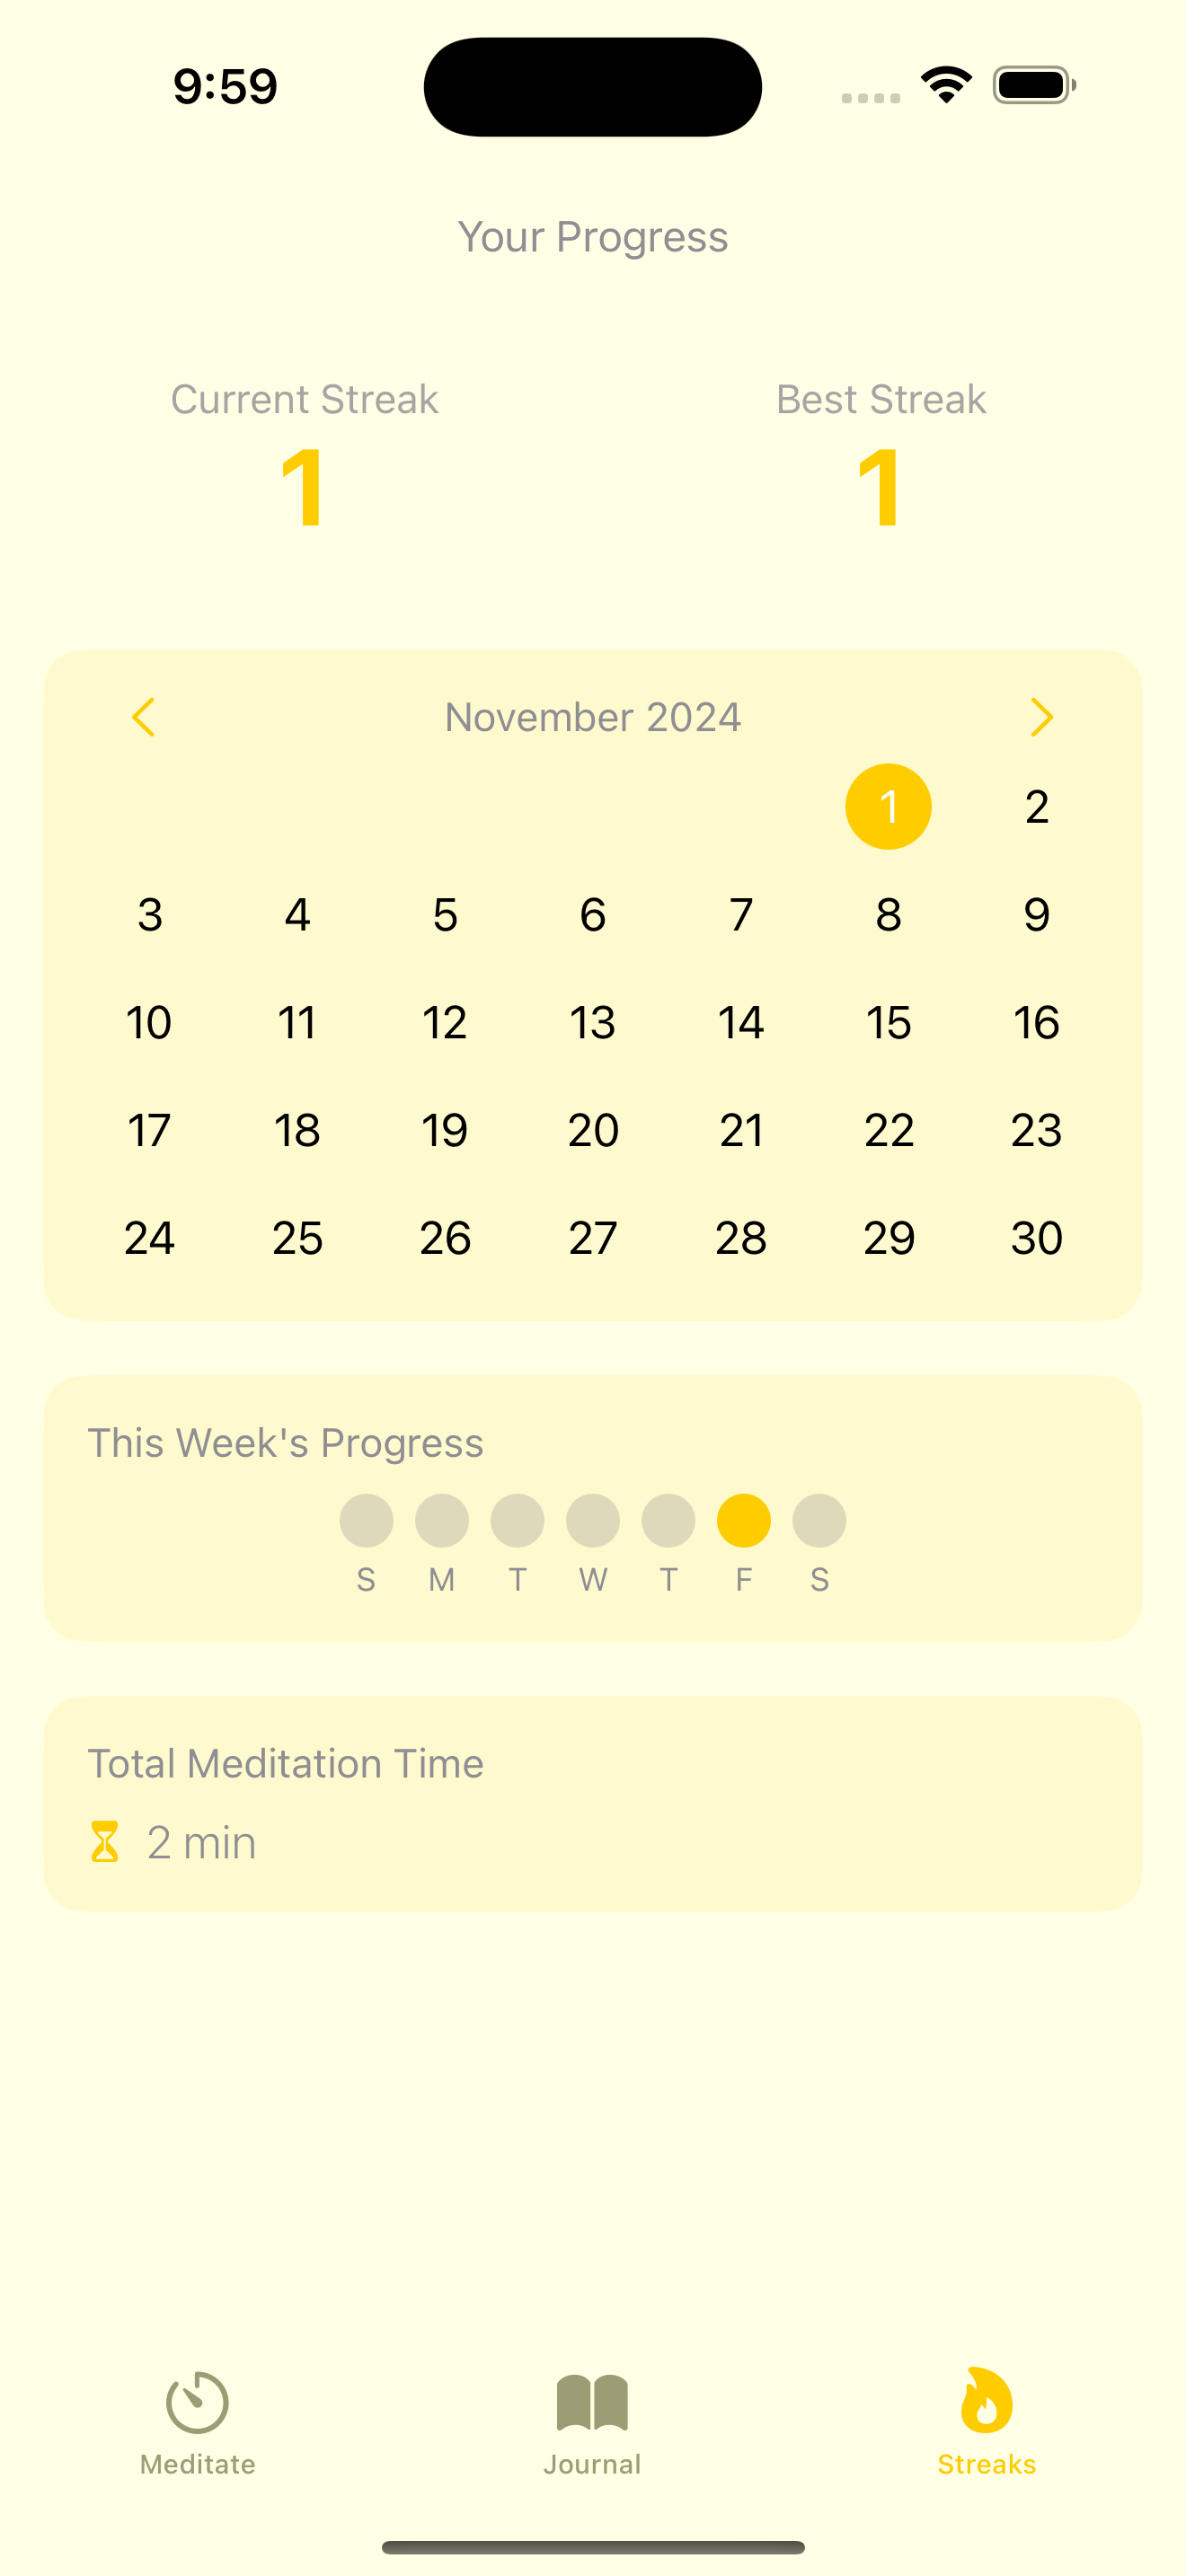 9:59
Your Progress
Current Streak Best Streak
1 1
November 2024
1 2
3 4 5 6 7 8 9
10 11 12 13 14 15 16
17 18 19 20 21 22 23
24 25 26 27 28 29 30
This Week's Progress
S M T W T F S
Total Meditation Time
2 min
Meditate Journal Streaks